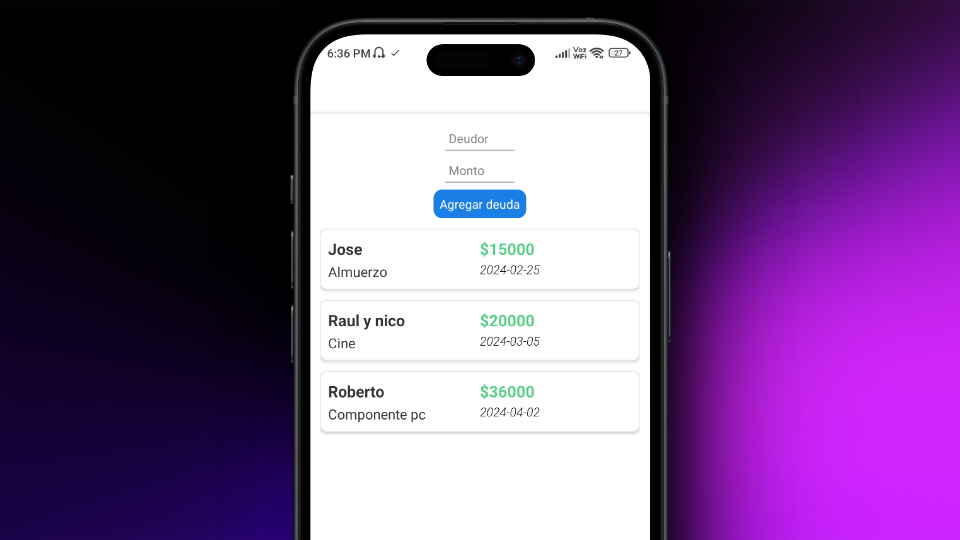 6:36 PM
Voz
WiFi
27
Deudor
Monto
Agregar deuda
Jose
$15000
Almuerzo
2024-02-25
Raul y nico
$20000
Cine
2024-03-05
Roberto
$36000
Componente pc
2024-04-02